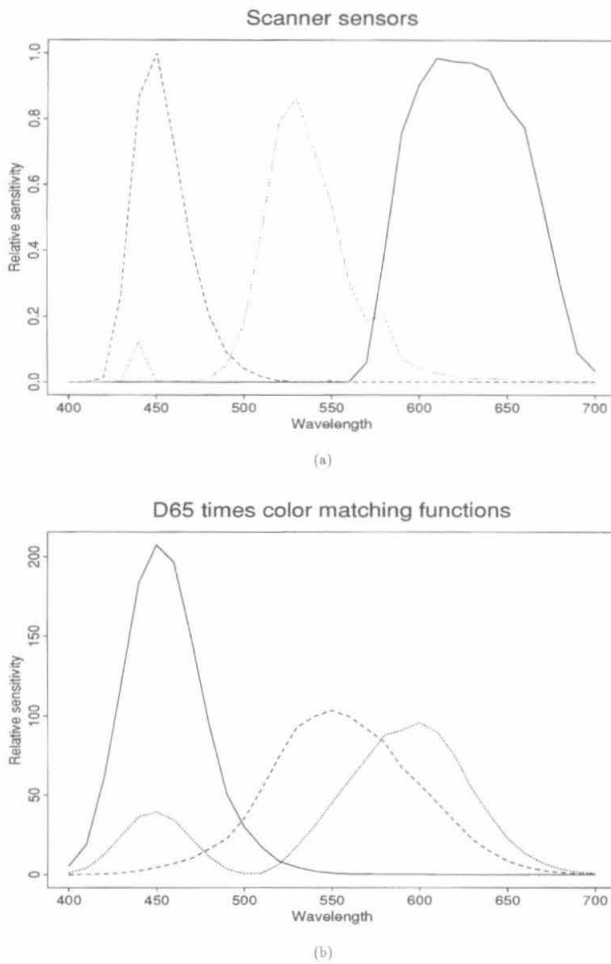 Scanner sensors
Relative sensitivity
1.0
0.8
0.6
0.4
0.2
0.0
400 450 500 550 600 650 700
Wavelength
(a)
D65 times color matching functions
Relative sensitivity
200
150
100
50
0
400 450 500 550 600 650 700
Wavelength
(b)